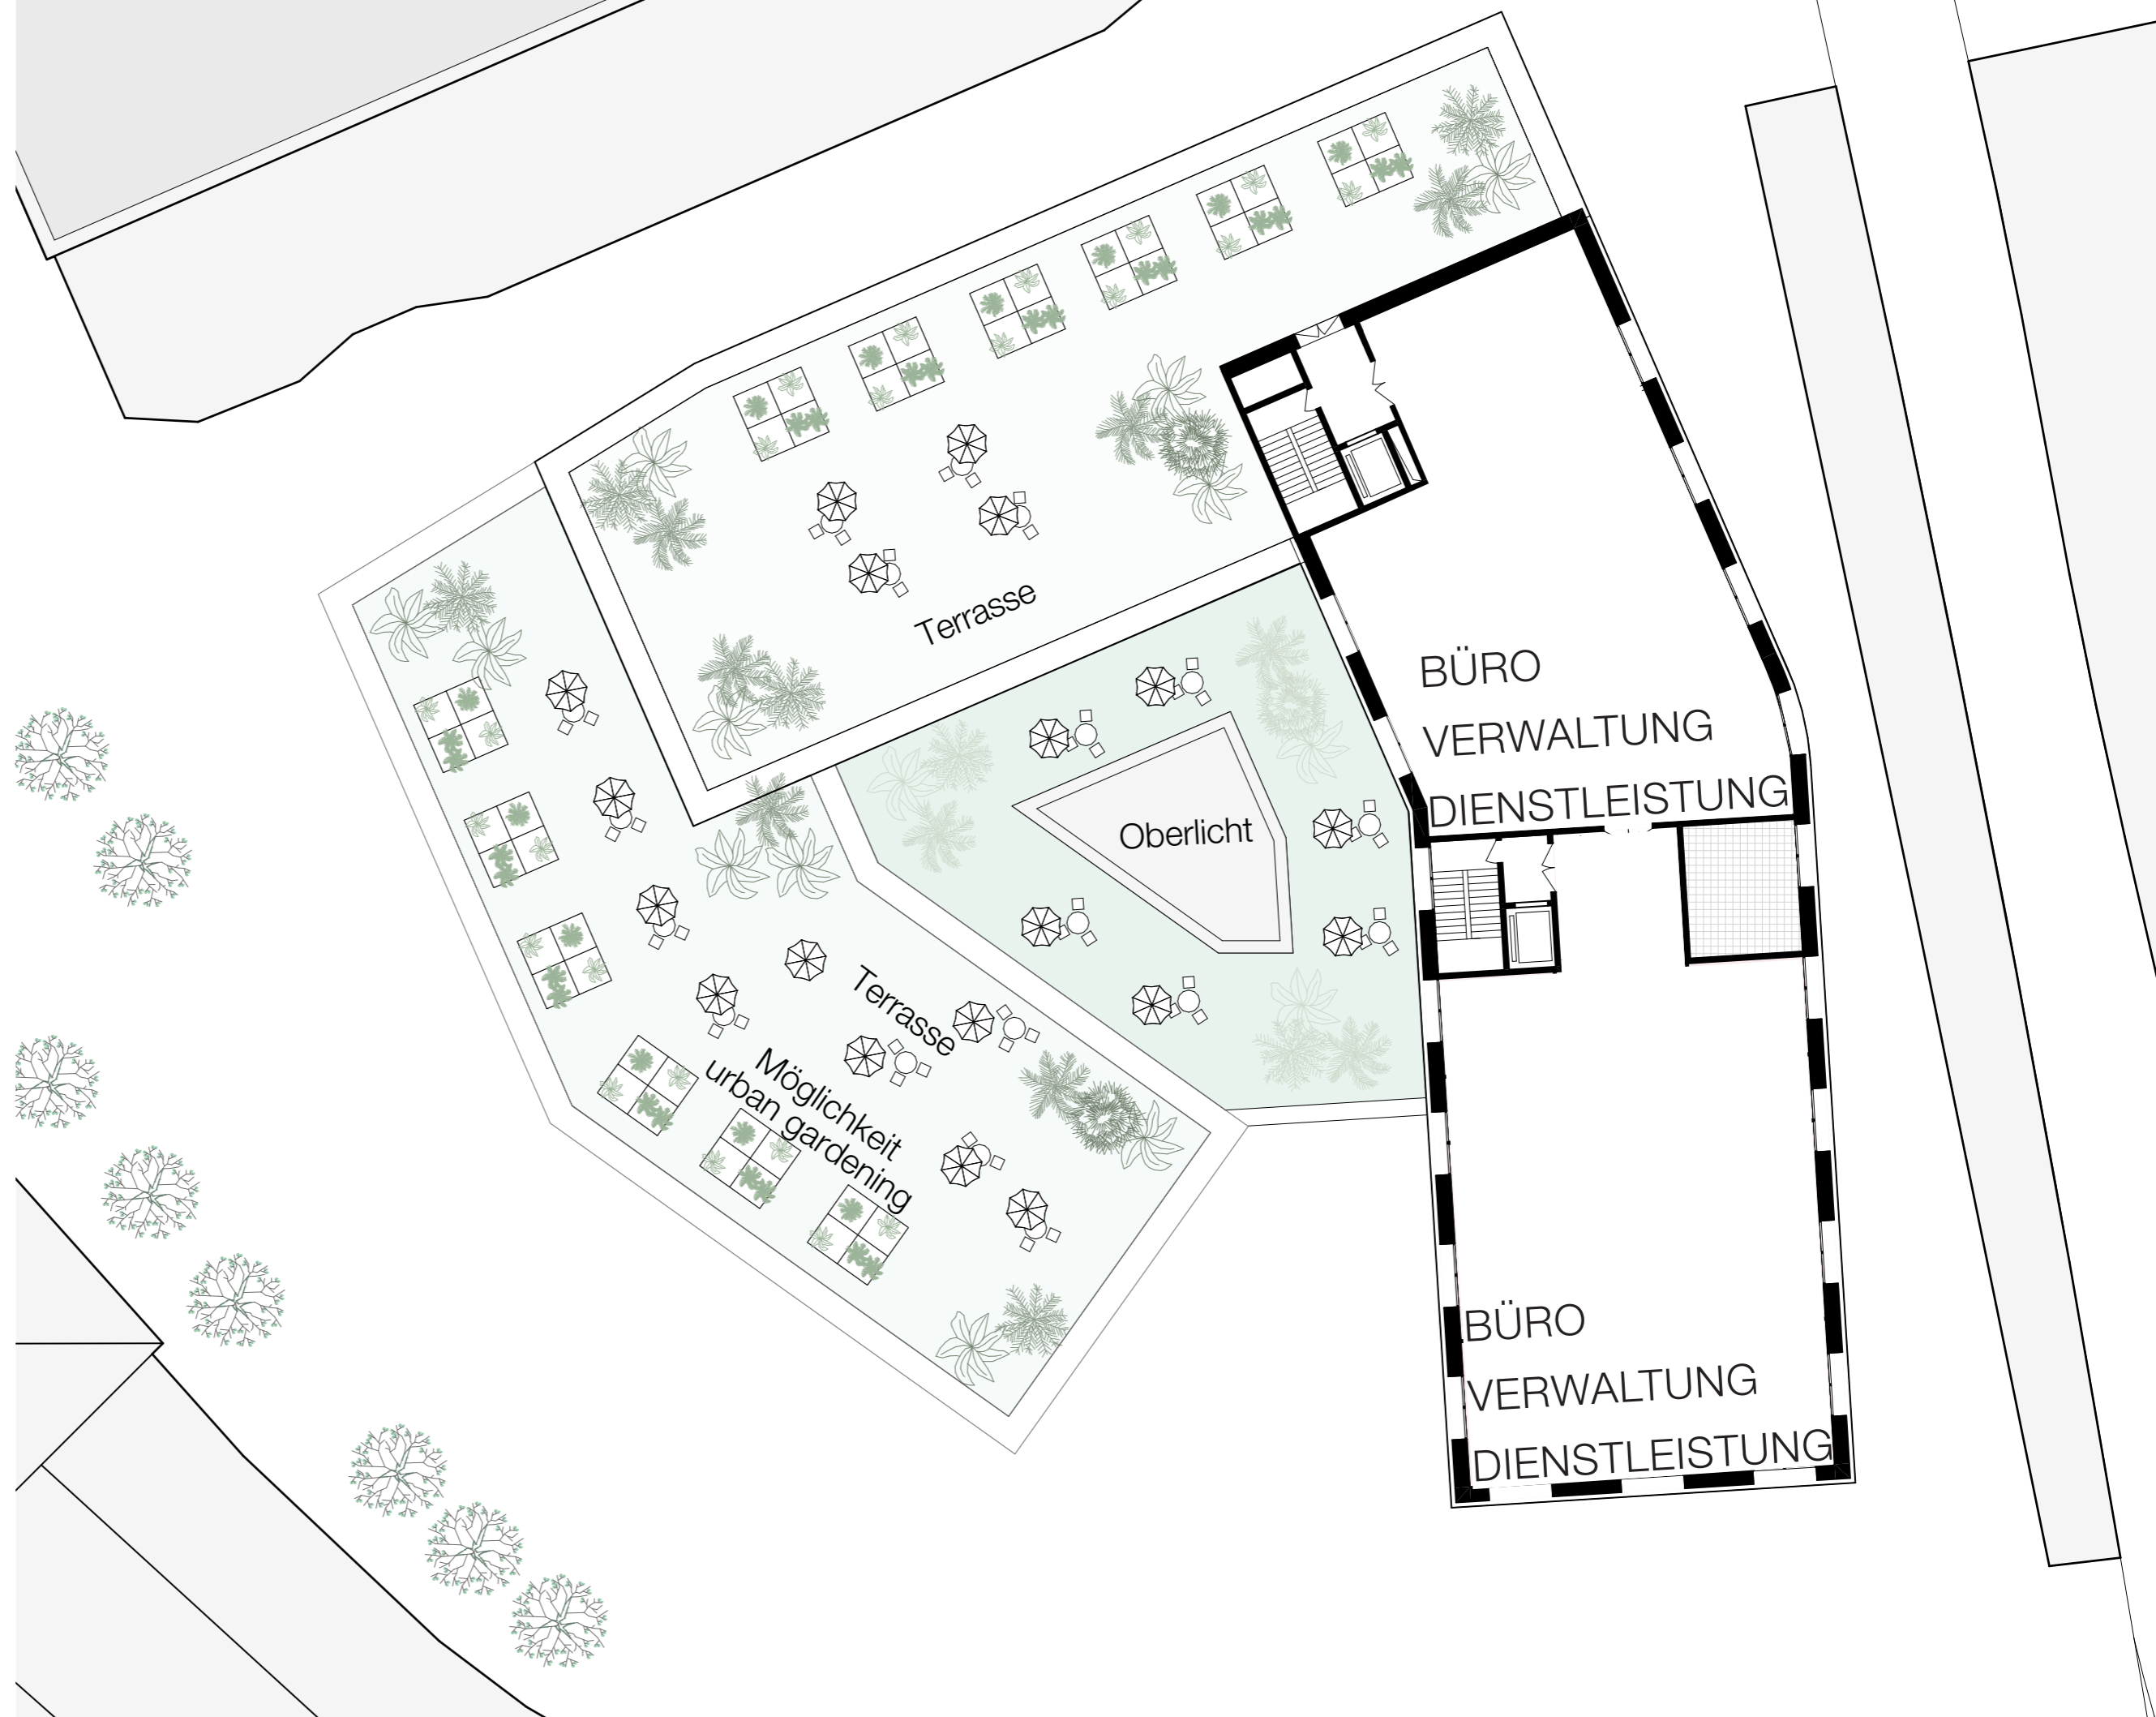 Terrasse
BÜRO
VERWALTUNG
DIENSTLEISTUNG
Oberlicht
Terrasse
Möglichkeit
urban gardening
BÜRO
VERWALTUNG
DIENSTLEISTUNG